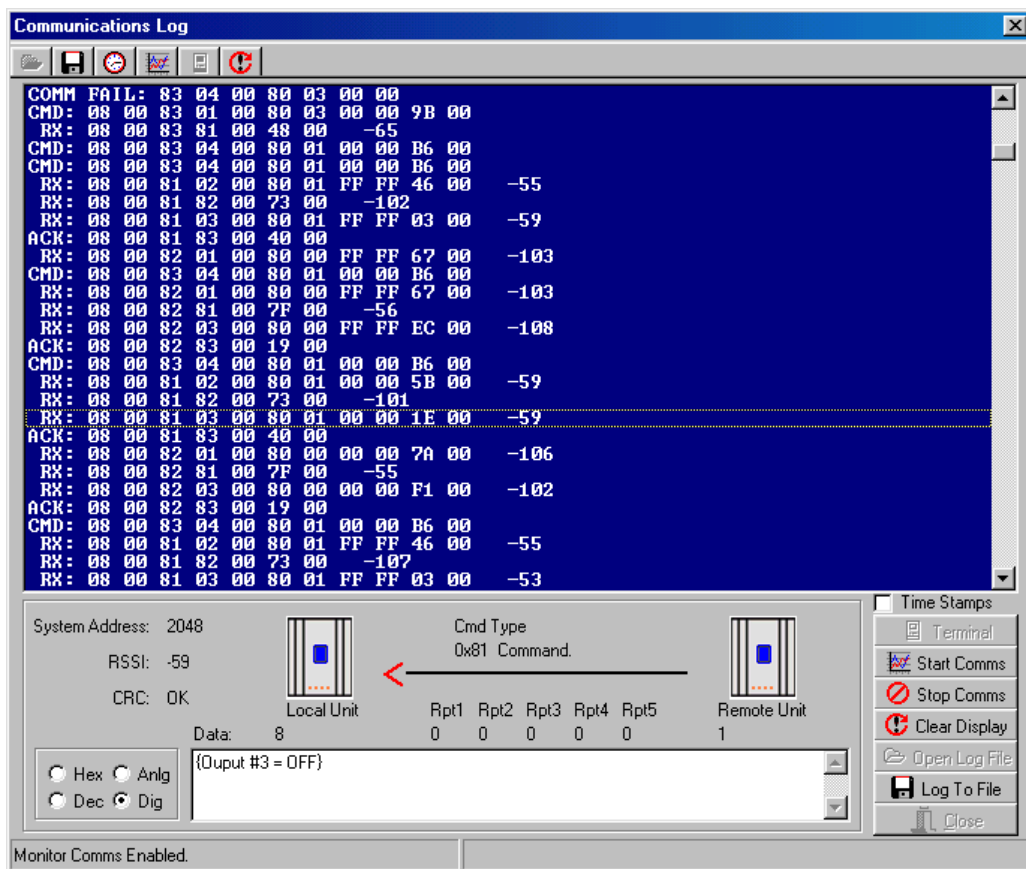 Communications Log
COMM FAIL: 83 04 00 80 03 00 00
CMD: 08 00 83 01 00 80 03 00 00 9B 00
RX: 08 00 83 81 00 48 00 -65
CMD: 08 00 83 04 00 80 01 00 00 B6 00
CMD: 08 00 83 04 00 80 01 00 00 B6 00
RX: 08 00 81 02 00 80 01 FF FF 46 00 -55
RX: 08 00 81 82 00 73 00 -102
RX: 08 00 81 03 00 80 01 FF FF 03 00 -59
ACK: 08 00 81 83 00 40 00
RX: 08 00 82 01 00 80 00 FF FF 67 00 -103
CMD: 08 00 83 04 00 80 01 00 00 B6 00
RX: 08 00 82 01 00 80 00 FF FF 67 00 -103
RX: 08 00 82 81 00 7F 00 -56
RX: 08 00 82 03 00 80 00 FF FF EC 00 -108
ACK: 08 00 82 83 00 19 00
CMD: 08 00 83 04 00 80 01 00 00 B6 00
RX: 08 00 81 02 00 80 01 00 00 5B 00 -59
RX: 08 00 81 82 00 73 00 -101
RX: 08 00 81 03 00 80 01 00 00 1E 00 -59
ACK: 08 00 81 83 00 40 00
RX: 08 00 82 01 00 80 00 00 00 7A 00 -106
RX: 08 00 82 81 00 7F 00 -55
RX: 08 00 82 03 00 80 00 00 00 F1 00 -102
ACK: 08 00 82 83 00 19 00
CMD: 08 00 83 04 00 80 01 00 00 B6 00
RX: 08 00 81 02 00 80 01 FF FF 46 00 -55
RX: 08 00 81 82 00 73 00 -107
RX: 08 00 81 03 00 80 01 FF FF 03 00 -53
System Address: 2048
RSSI: -59
CRC: OK
Cmd Type
0x81 Command.
Local Unit
Rpt1 Rpt2 Rpt3 Rpt4 Rpt5
Remote Unit
Data: 8 0 0 0 0 0 1
Hex Anlg
Dec Dig
{Ouput #3 = OFF}
Time Stamps
Terminal
Start Comms
Stop Comms
Clear Display
Open Log File
Log To File
Close
Monitor Comms Enabled.